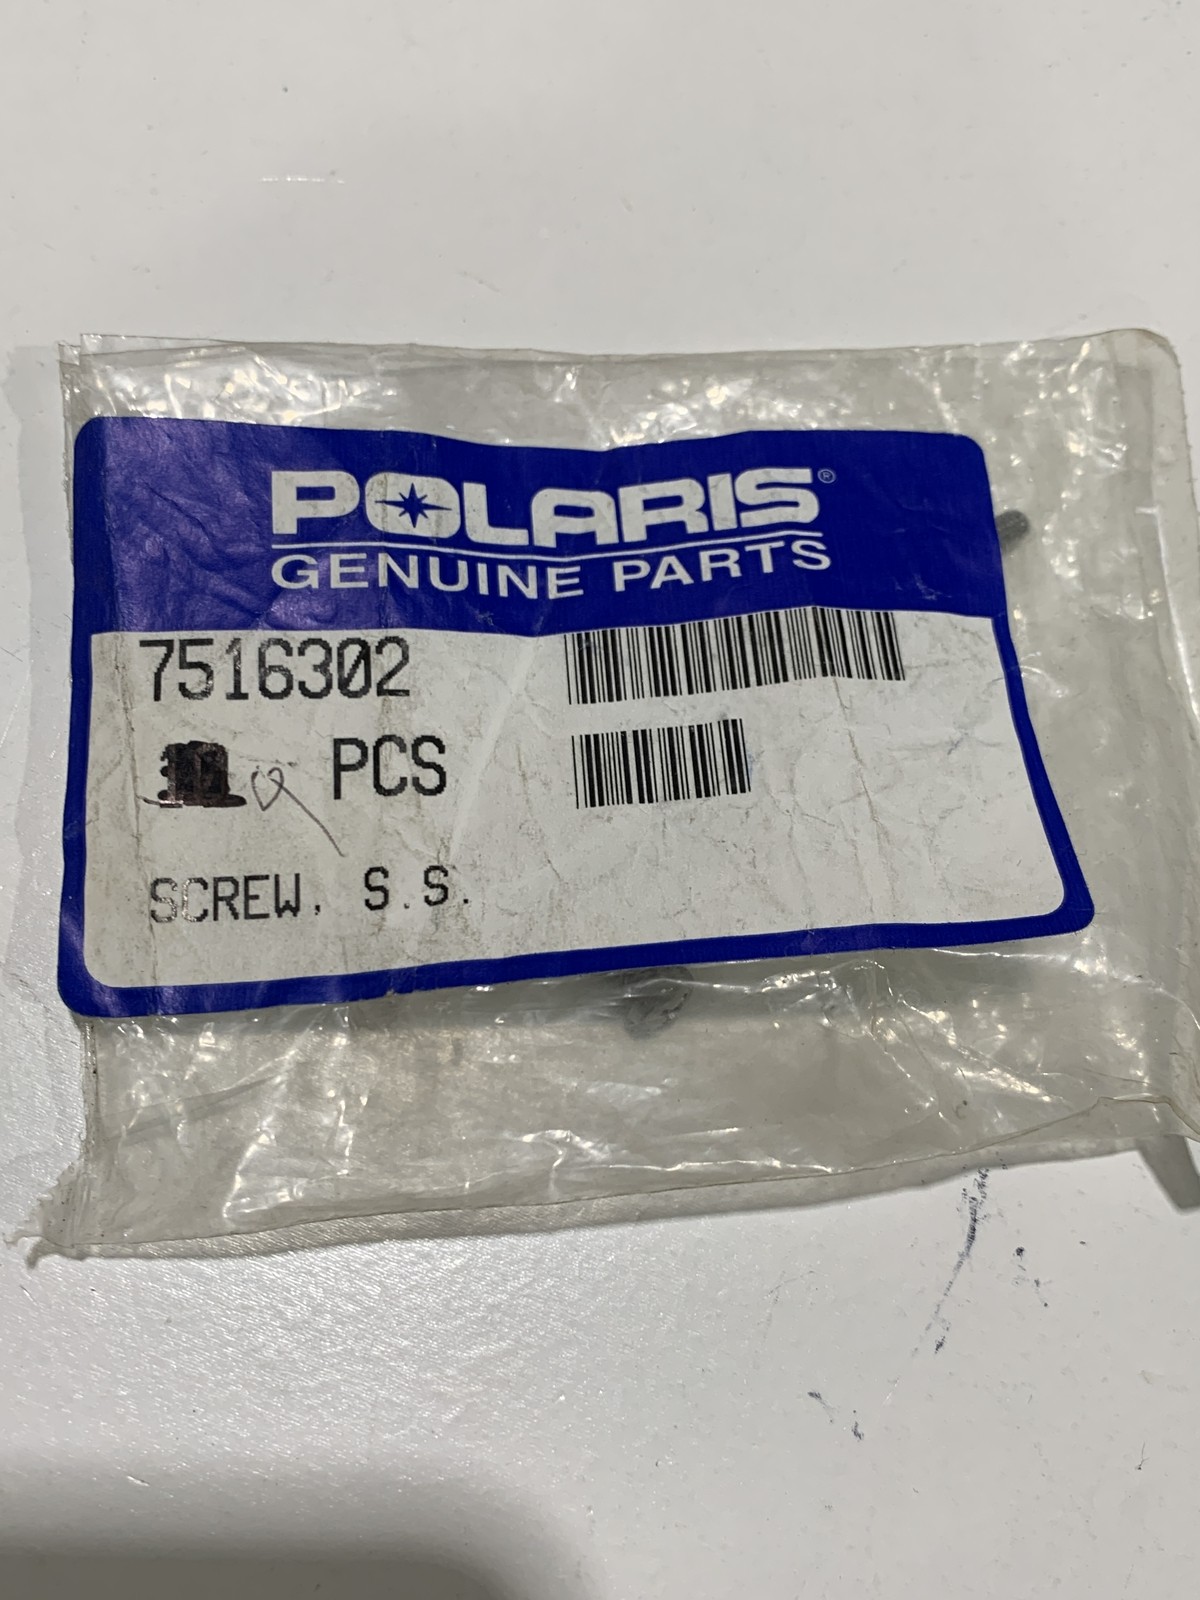 POLARIS®
GENUINE PARTS
7516302
PCS
SCREW, S.S.